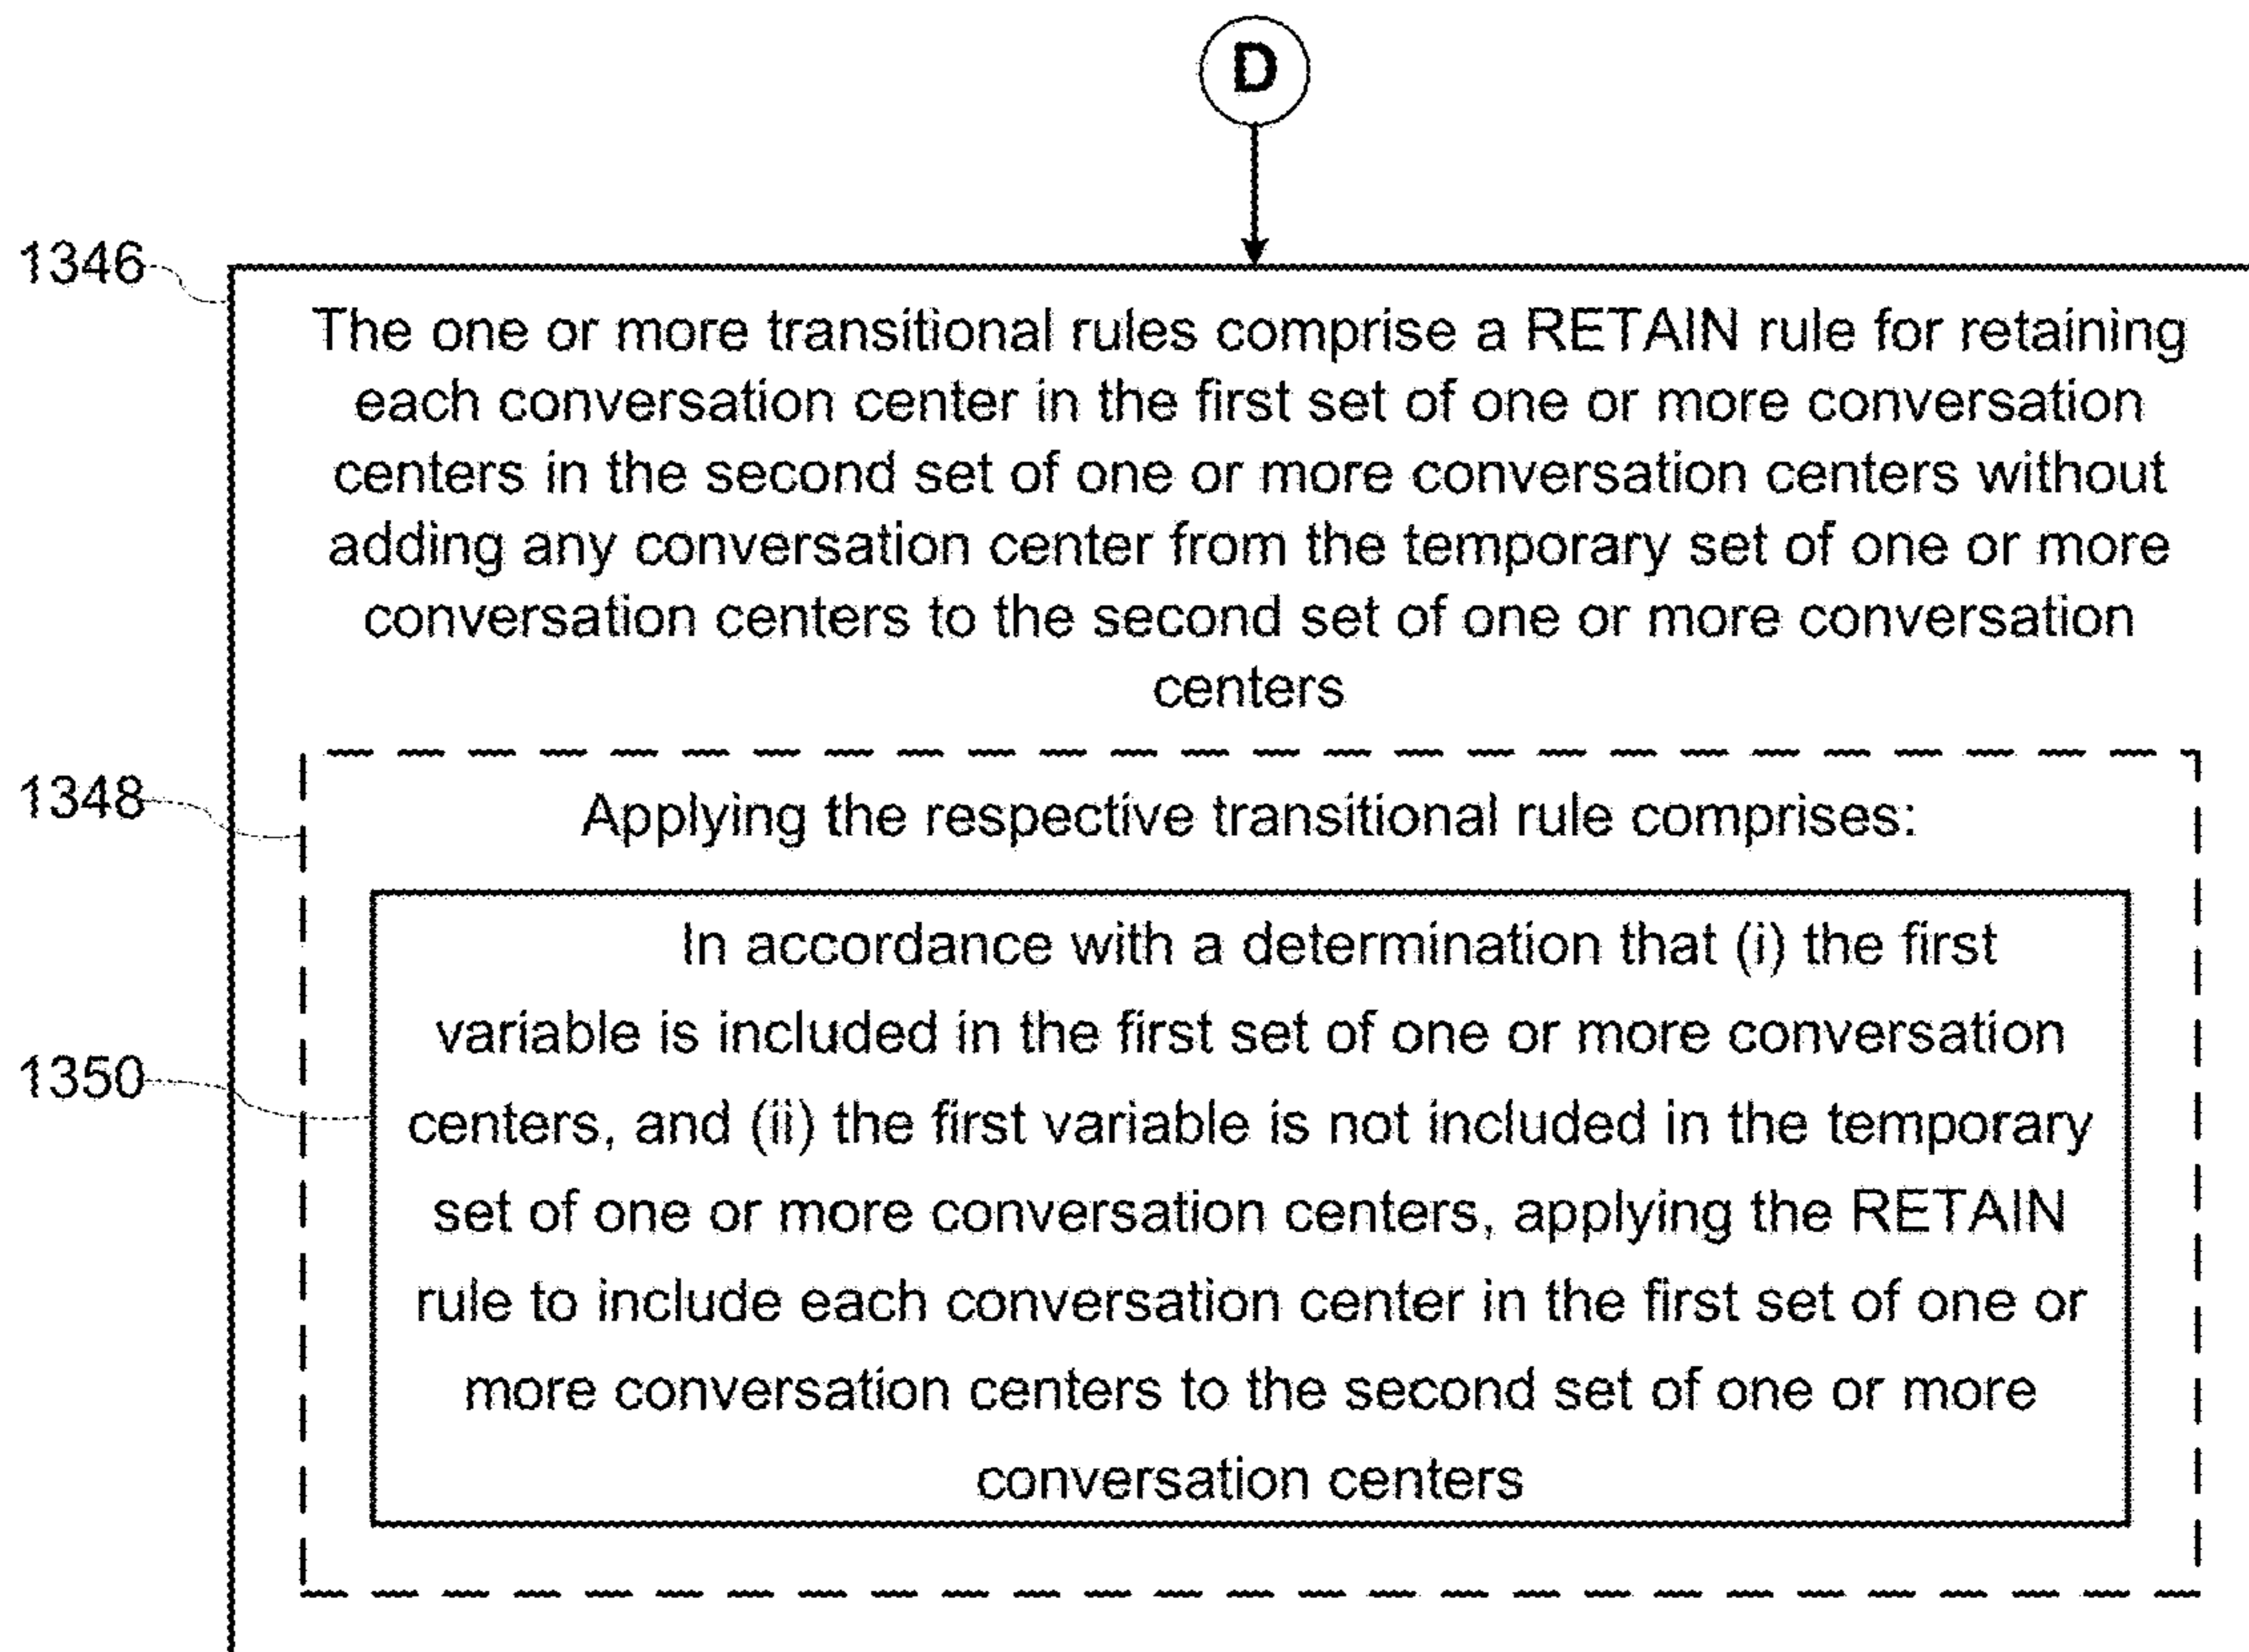 D
1346
The one or more transitional rules comprise a RETAIN rule for retaining
each conversation center in the first set of one or more conversation
centers in the second set of one or more conversation centers without
adding any conversation center from the temporary set of one or more
conversation centers to the second set of one or more conversation
centers
1348
Applying the respective transitional rule comprises:
1350
In accordance with a determination that (i) the first
variable is included in the first set of one or more conversation
centers, and (ii) the first variable is not included in the temporary
set of one or more conversation centers, applying the RETAIN
rule to include each conversation center in the first set of one or
more conversation centers to the second set of one or more
conversation centers